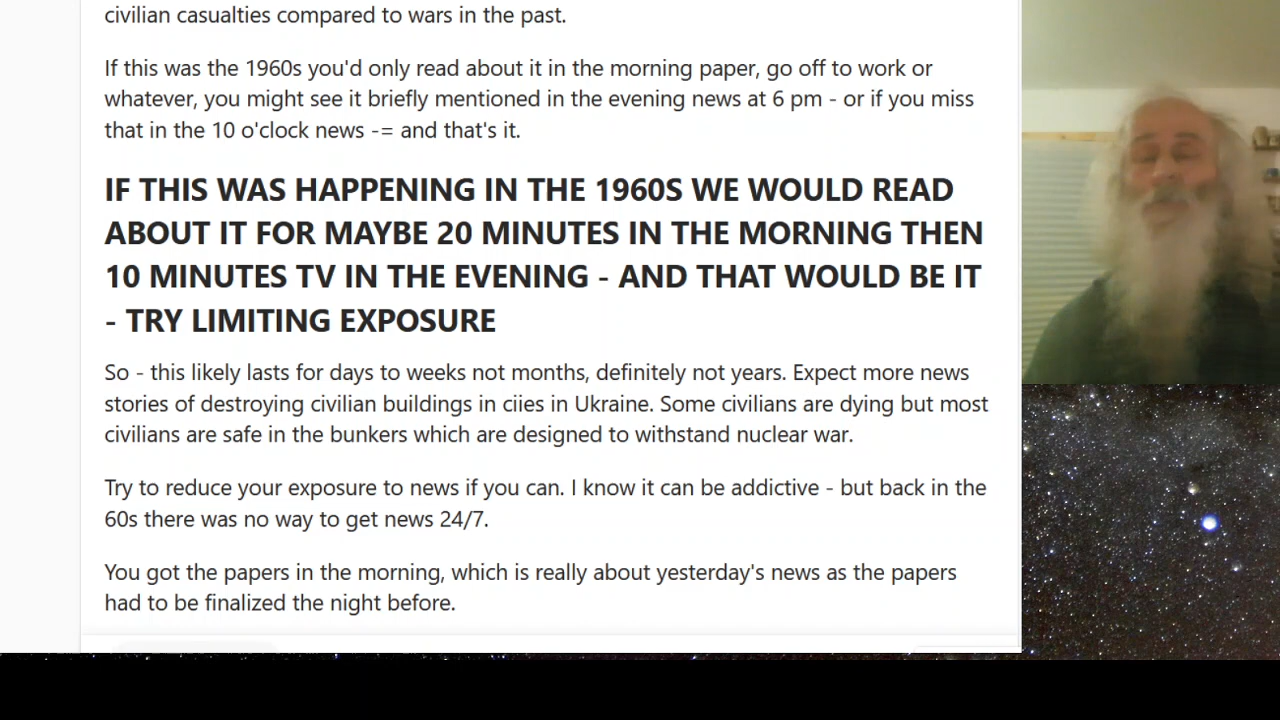 civilian casualties compared to wars in the past.
If this was the 1960s you'd only read about it in the morning paper, go off to work or
whatever, you might see it briefly mentioned in the evening news at 6 pm - or if you miss
that in the 10 o'clock news -= and that's it.
IF THIS WAS HAPPENING IN THE 1960S WE WOULD READ
ABOUT IT FOR MAYBE 20 MINUTES IN THE MORNING THEN
10 MINUTES TV IN THE EVENING - AND THAT WOULD BE IT
- TRY LIMITING EXPOSURE
So - this likely lasts for days to weeks not months, definitely not years. Expect more news
stories of destroying civilian buildings in ciies in Ukraine. Some civilians are dying but most
civilians are safe in the bunkers which are designed to withstand nuclear war.
Try to reduce your exposure to news if you can. I know it can be addictive - but back in the
60s there was no way to get news 24/7.
You got the papers in the morning, which is really about yesterday's news as the papers
had to be finalized the night before.